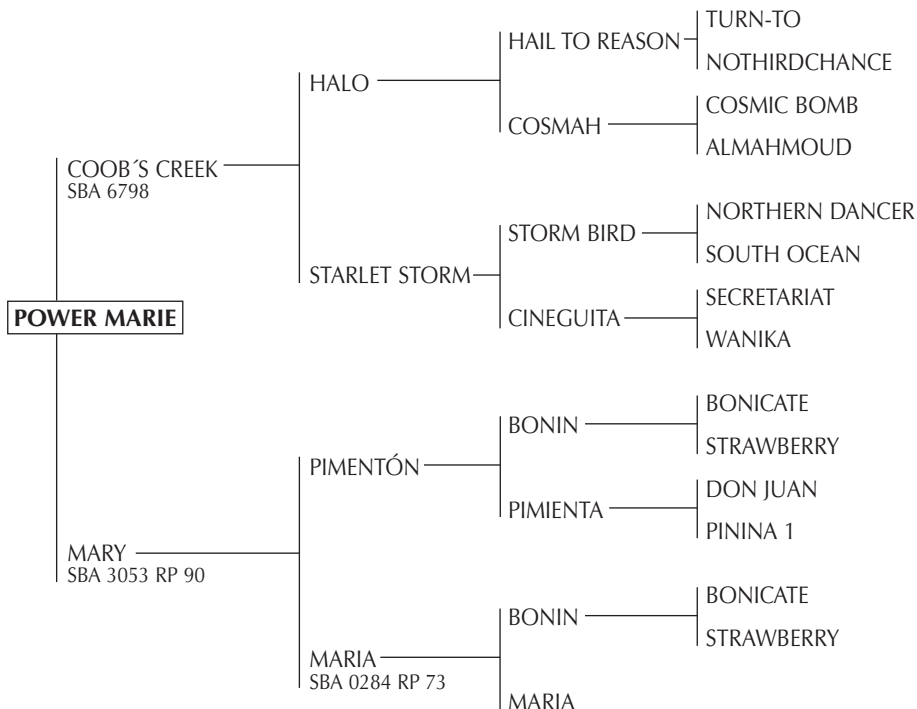 TURN-TO
HAIL TO REASON
NOTHIRDCHANCE
HALO
COSMIC BOMB
COSMAH
ALMAHMOUD
COOB´S CREEK
SBA 6798
NORTHERN DANCER
STORM BIRD
SOUTH OCEAN
STARLET STORM
SECRETARIAT
CINEGUITA
WANIKA
POWER MARIE
BONICATE
BONIN
STRAWBERRY
PIMENTÓN
DON JUAN
PIMIENTA
PININA 1
MARY
SBA 3053 RP 90
BONICATE
BONIN
STRAWBERRY
MARIA
SBA 0284 RP 73
MARIA